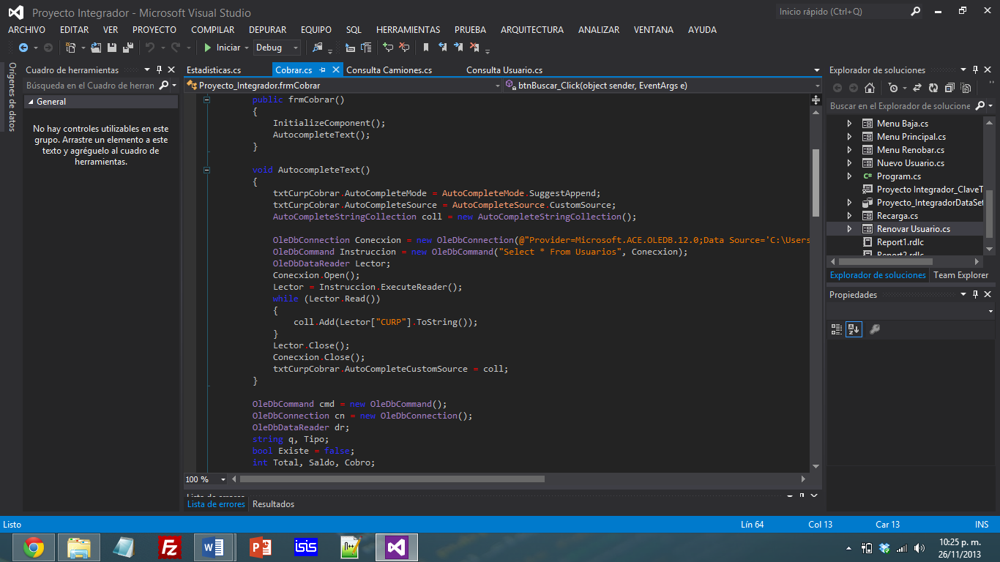 Proyecto Integrador - Microsoft Visual Studio
Inicio rápido (Ctrl+Q)
ARCHIVO EDITAR VER PROYECTO COMPILAR DEPURAR EQUIPO SQL HERRAMIENTAS PRUEBA ARQUITECTURA ANALIZAR VENTANA AYUDA
Iniciar Debug
Orígenes de datos
Cuadro de herramientas
Búsqueda en el Cuadro de herran
General
No hay controles utilizables en este
grupo. Arrastre un elemento a este
texto y agréguelo al cuadro de
herramientas.
Estadisticas.cs Cobrar.cs Consulta Camiones.cs Consulta Usuario.cs
Proyecto_Integrador.frmCobrar btnBuscar_Click(object sender, EventArgs e)
public frmCobrar()
{
InitializeComponent();
AutocompleteText();
}
void AutocompleteText()
{
txtCurpCobrar.AutoCompleteMode = AutoCompleteMode.SuggestAppend;
txtCurpCobrar.AutoCompleteSource = AutoCompleteSource.CustomSource;
AutoCompleteStringCollection coll = new AutoCompleteStringCollection();
OleDbConnection Conecxion = new OleDbConnection(@"Provider=Microsoft.ACE.OLEDB.12.0;Data Source='C:\Users
OleDbCommand Instruccion = new OleDbCommand("Select * From Usuarios", Conecxion);
OleDbDataReader Lector;
Conecxion.Open();
Lector = Instruccion.ExecuteReader();
while (Lector.Read())
{
coll.Add(Lector["CURP"].ToString());
}
Lector.Close();
Conecxion.Close();
txtCurpCobrar.AutoCompleteCustomSource = coll;
}
OleDbCommand cmd = new OleDbCommand();
OleDbConnection cn = new OleDbConnection();
OleDbDataReader dr;
string q, Tipo;
bool Existe = false;
int Total, Saldo, Cobro;
100 %
Lista de errores
Lista de errores Resultados
Explorador de soluciones
Buscar en el Explorador de solucione
Menu Baja.cs
Menu Principal.cs
Menu Renobar.cs
Nuevo Usuario.cs
C# Program.cs
Proyecto Integrador_ClaveT
Proyecto_IntegradorDataSet
Recarga.cs
Renovar Usuario.cs
Report1.rdlc
Report2.rdlc
Explorador de soluciones Team Explorer
Propiedades
Listo Lín 64 Col 13 Car 13 INS
isis
10:25 p. m.
26/11/2013